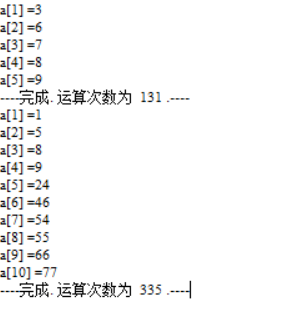 a[1] =3
a[2] =6
a[3] =7
a[4] =8
a[5] =9
----完成. 运算次数为  131 .----
a[1] =1
a[2] =5
a[3] =8
a[4] =9
a[5] =24
a[6] =46
a[7] =54
a[8] =55
a[9] =66
a[10] =77
----完成. 运算次数为  335 .----